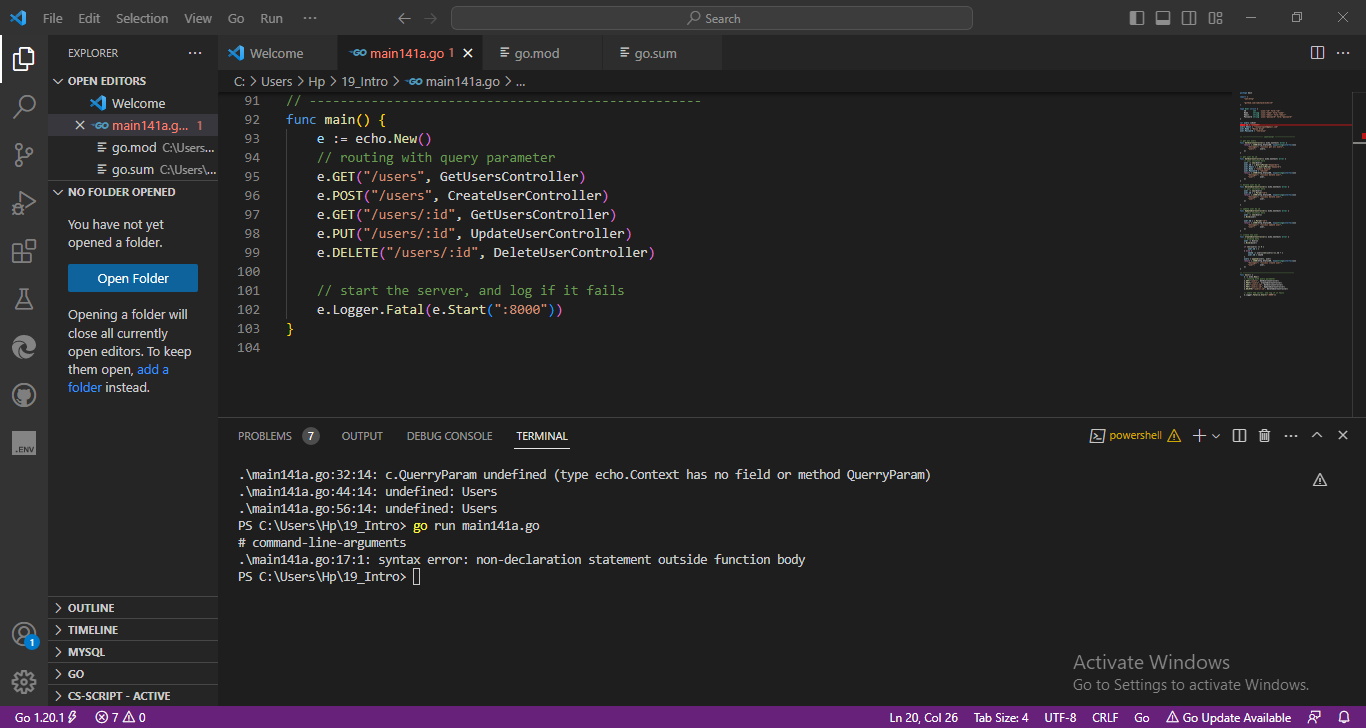 File Edit Selection View Go Run ··· Search
EXPLORER ···
OPEN EDITORS
Welcome
main141a.g... 1
go.mod C:\Users...
go.sum C:\Users\...
NO FOLDER OPENED
You have not yet
opened a folder.
Open Folder
Opening a folder will
close all currently
open editors. To keep
them open, add a
folder instead.
OUTLINE
TIMELINE
MYSQL
GO
CS-SCRIPT - ACTIVE
.ENV
1
Welcome main141a.go 1 go.mod go.sum
C: > Users > Hp > 19_Intro > main141a.go > ...
91 // ---------------------------------------------------
92 func main() {
93 e := echo.New()
94 // routing with query parameter
95 e.GET("/users", GetUsersController)
96 e.POST("/users", CreateUserController)
97 e.GET("/users/:id", GetUsersController)
98 e.PUT("/users/:id", UpdateUserController)
99 e.DELETE("/users/:id", DeleteUserController)
100
101 // start the server, and log if it fails
102 e.Logger.Fatal(e.Start(":8000"))
103 }
104
PROBLEMS 7 OUTPUT DEBUG CONSOLE TERMINAL powershell
.\main141a.go:32:14: c.QuerryParam undefined (type echo.Context has no field or method QuerryParam)
.\main141a.go:44:14: undefined: Users
.\main141a.go:56:14: undefined: Users
PS C:\Users\Hp\19_Intro> go run main141a.go
# command-line-arguments
.\main141a.go:17:1: syntax error: non-declaration statement outside function body
PS C:\Users\Hp\19_Intro>
Activate Windows
Go to Settings to activate Windows.
Go 1.20.1 7 0 Ln 20, Col 26 Tab Size: 4 UTF-8 CRLF Go Go Update Available